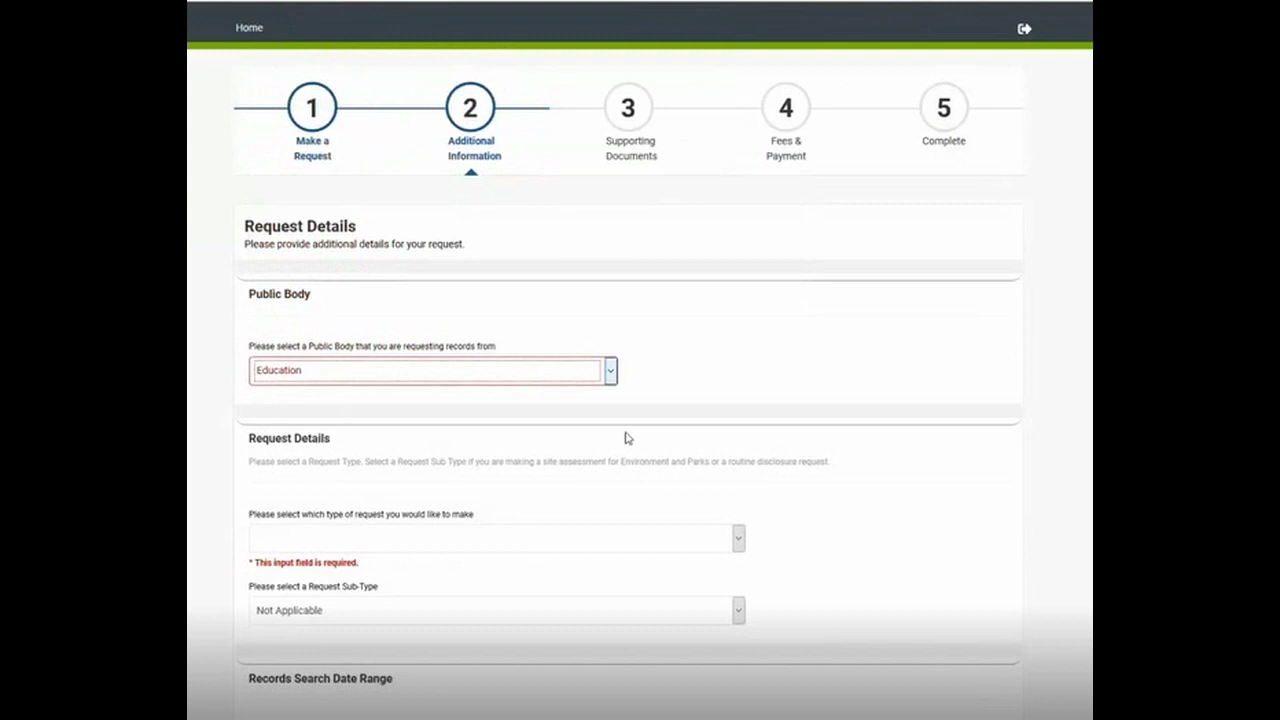 Home
1
2
3
4
5
Make a
Request
Additional
Information
Supporting
Documents
Fees &
Payment
Complete
Request Details
Please provide additional details for your request.
Public Body
Please select a Public Body that you are requesting records from
Education
Request Details
Please select a Request Type. Select a Request Sub Type if you are making a site assessment for Environment and Parks or a routine disclosure request.
Please select which type of request you would like to make
* This input field is required.
Please select a Request Sub-Type
Not Applicable
Records Search Date Range